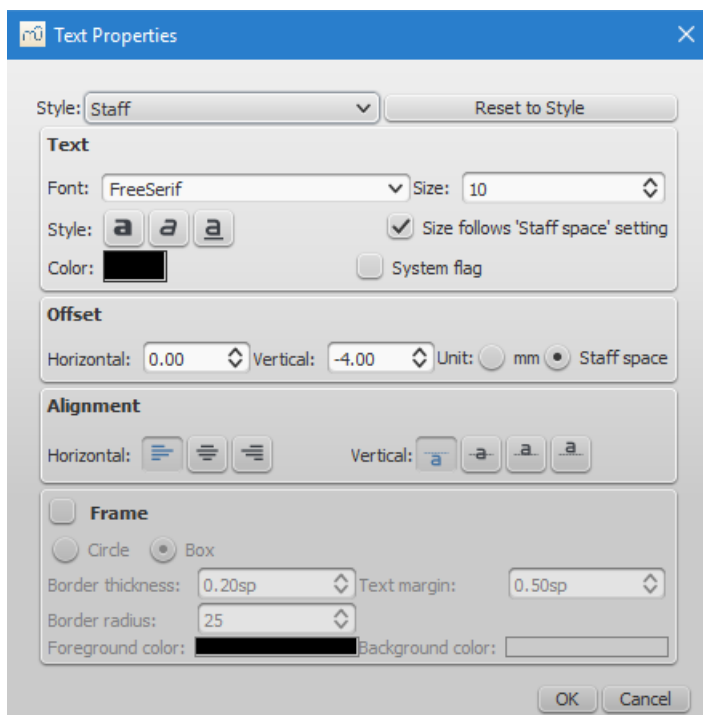 mũ Text Properties
Style: Staff Reset to Style
Text
Font: FreeSerif Size: 10
Style: a a a Size follows 'Staff space' setting
Color: System flag
Offset
Horizontal: 0.00 Vertical: -4.00 Unit: mm Staff space
Alignment
Horizontal: Vertical: a a a a
Frame
Circle Box
Border thickness: 0.20sp Text margin: 0.50sp
Border radius: 25
Foreground color: Background color:
OK Cancel